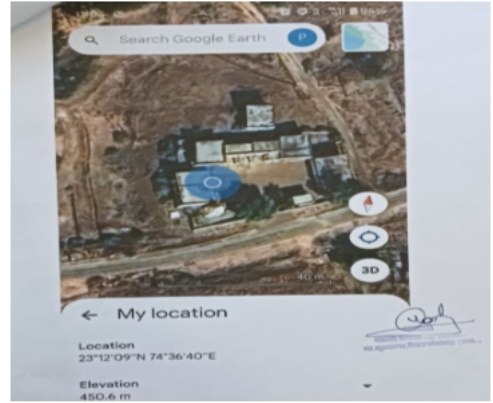 Search Google Earth
P
40 m
3D
← My location
Location
23°12'09"N 74°36'40"E
Elevation
450.6 m